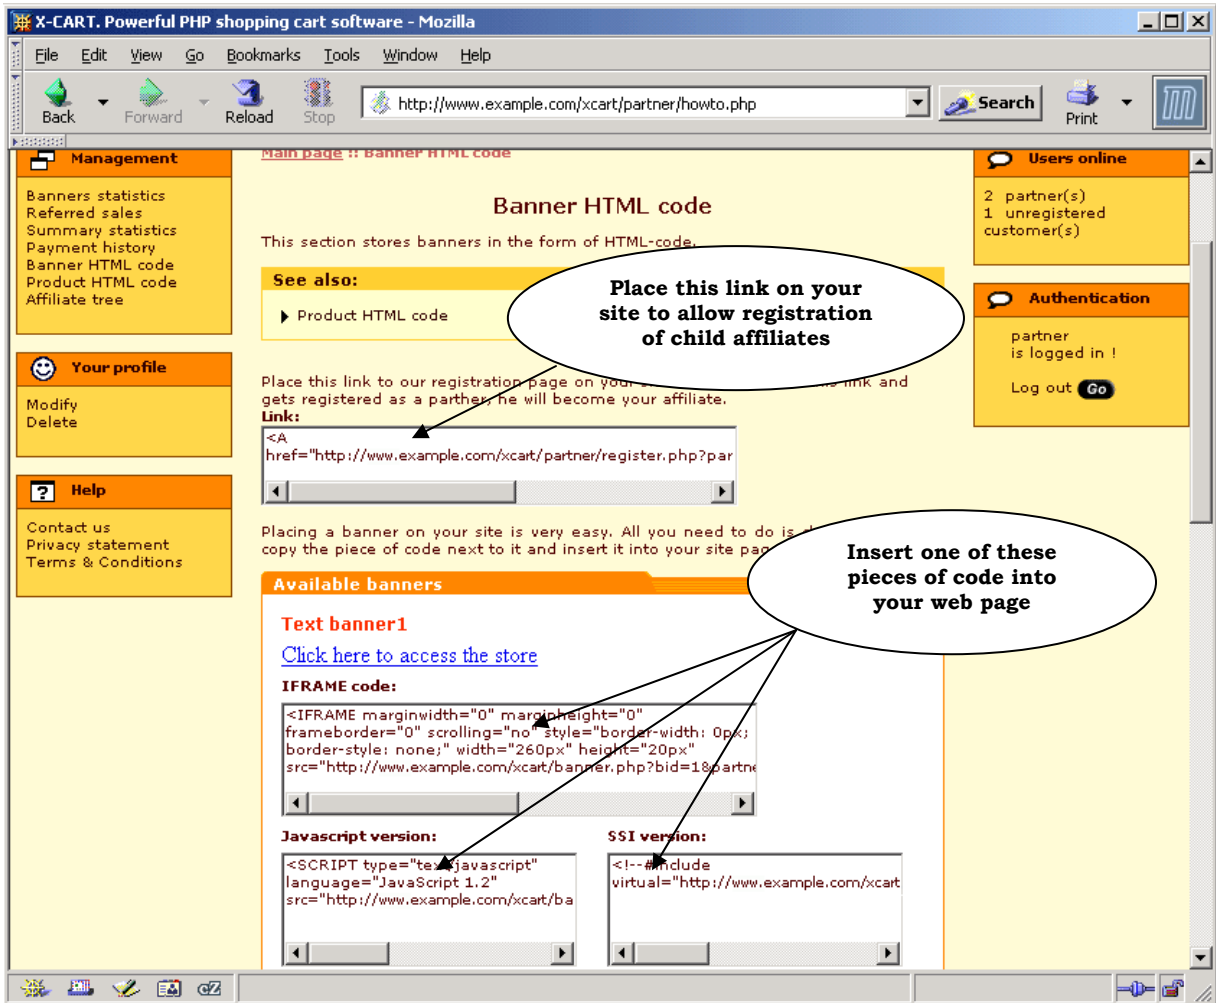 X-CART. Powerful PHP shopping cart software - Mozilla
File Edit View Go Bookmarks Tools Window Help
Back Forward Reload Stop http://www.example.com/xcart/partner/howto.php Search Print
Management
Banners statistics
Referred sales
Summary statistics
Payment history
Banner HTML code
Product HTML code
Affiliate tree
Your profile
Modify
Delete
Help
Contact us
Privacy statement
Terms & Conditions
Main page :: Banner HTML code
Banner HTML code
This section stores banners in the form of HTML-code.
See also:
Product HTML code
Place this link on your
site to allow registration
of child affiliates
Place this link to our registration page on your link and
gets registered as a parther, he will become your affiliate.
Link:
<A
href="http://www.example.com/xcart/partner/register.php?par
Placing a banner on your site is very easy. All you need to do is
copy the piece of code next to it and insert it into your site
Insert one of these
pieces of code into
your web page
Available banners
Text banner1
Click here to access the store
IFRAME code:
<IFRAME marginwidth="0" marginheight="0"
frameborder="0" scrolling="no" style="border-width: 0px;
border-style: none;" width="260px" height="20px"
src="http://www.example.com/xcart/banner.php?bid=1&partne
Javascript version:
<SCRIPT type="text/javascript"
language="JavaScript 1.2"
src="http://www.example.com/xcart/ba
SSI version:
<!--#include
virtual="http://www.example.com/xcart
Users online
2 partner(s)
1 unregistered
customer(s)
Authentication
partner
is logged in !
Log out Go